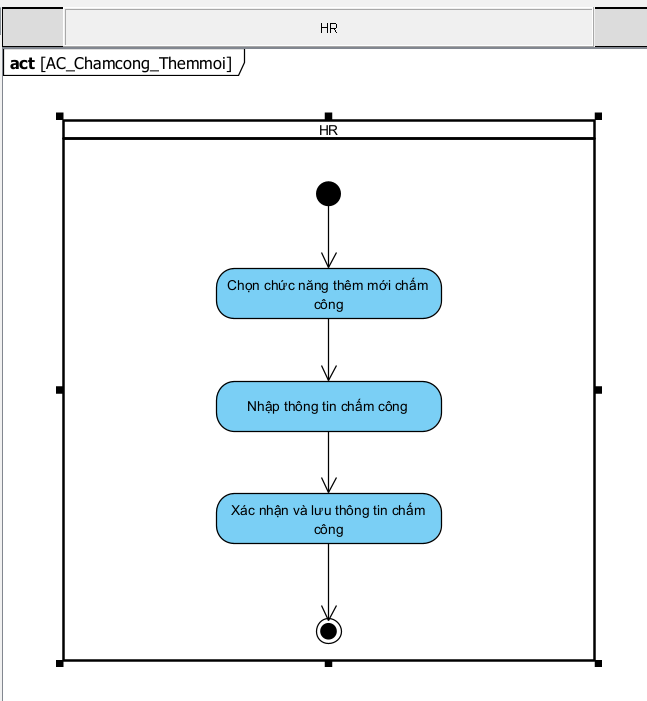 HR
act [AC_Chamcong_Themmoi]
HR
Chọn chức năng thêm mới chấm
công
Nhập thông tin chấm công
Xác nhận và lưu thông tin chấm
công